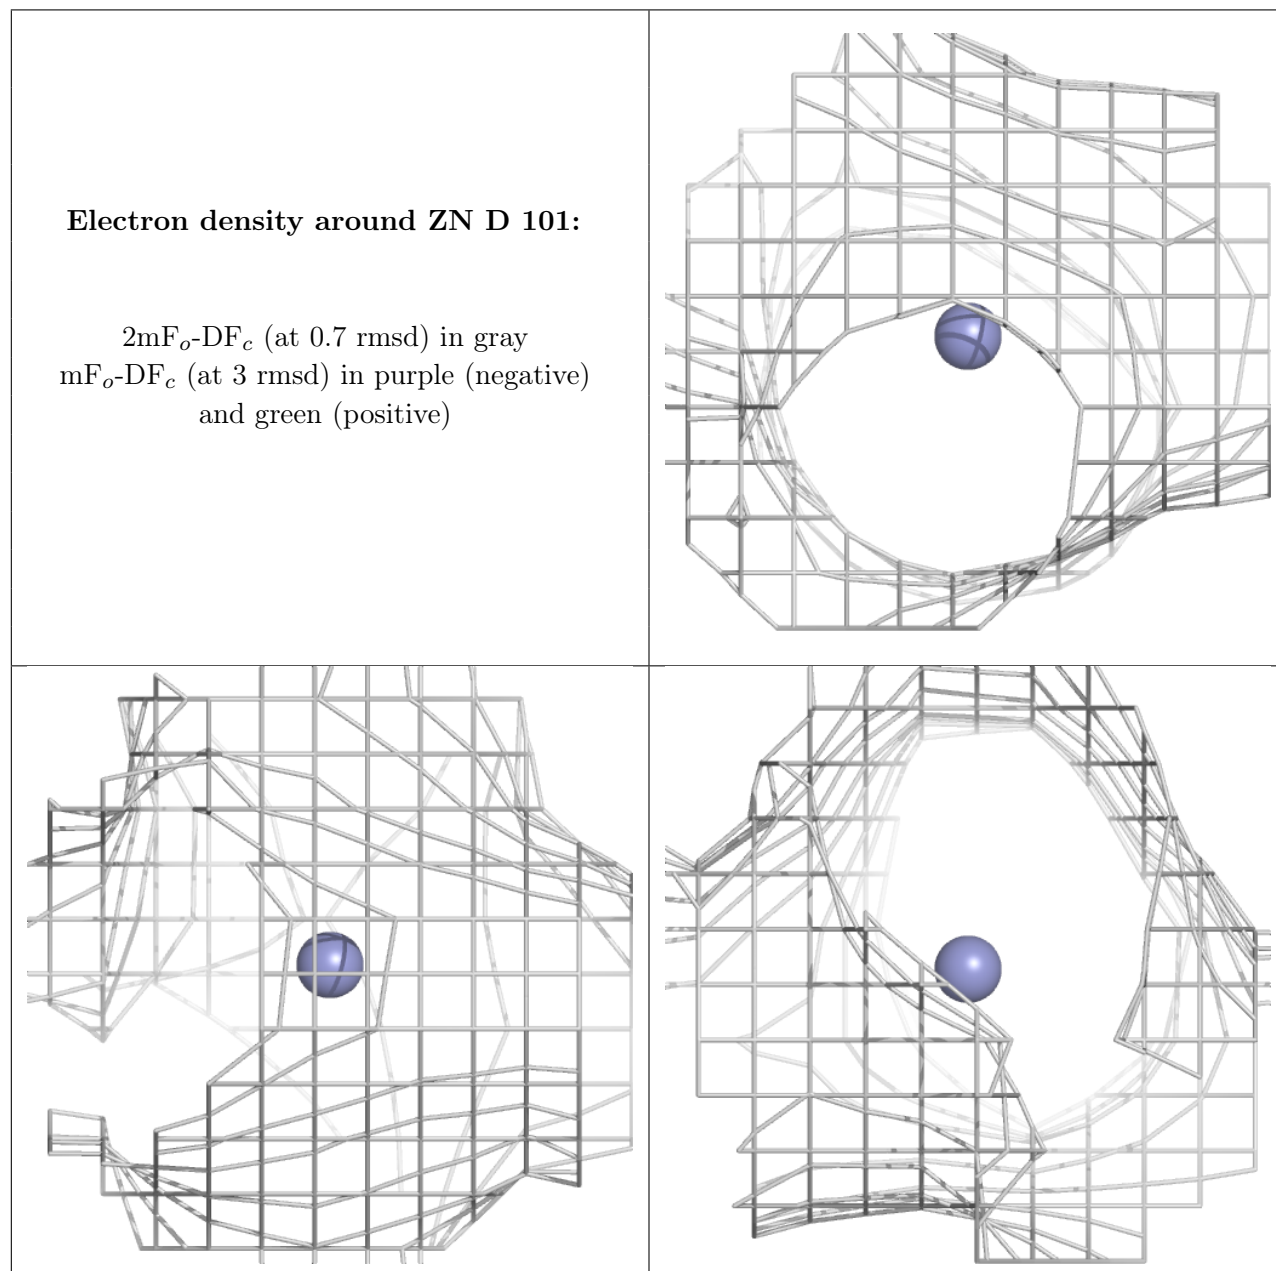 Electron density around ZN D 101:
2mFo-DFc (at 0.7 rmsd) in gray
mFo-DFc (at 3 rmsd) in purple (negative)
and green (positive)